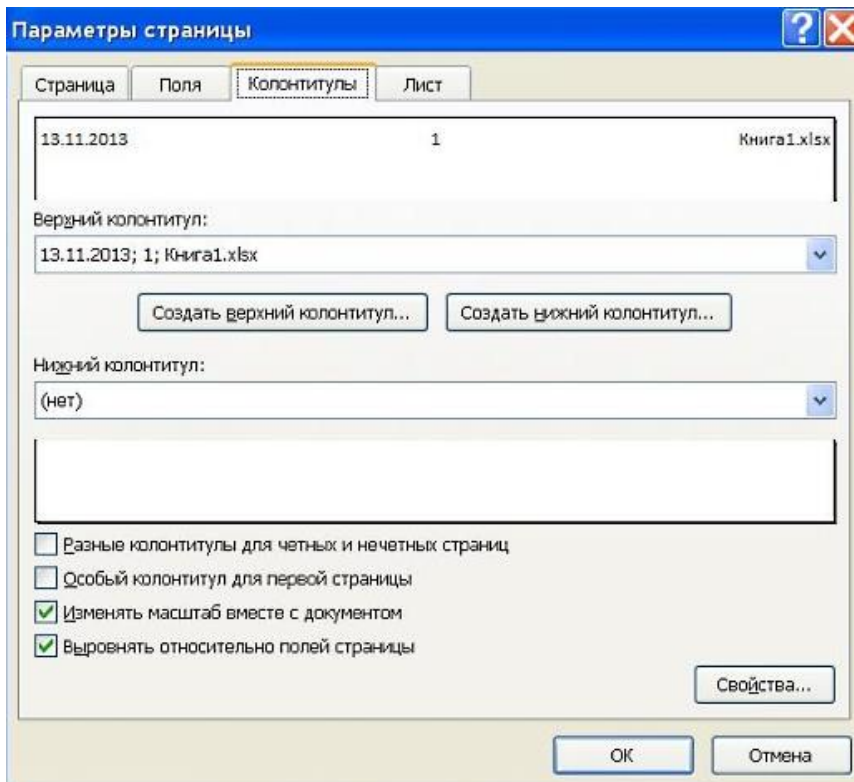 Параметры страницы
Страница Поля Колонтитулы Лист
13.11.2013 1 Книга1.xlsx
Верхний колонтитул:
13.11.2013; 1; Книга1.xlsx
Создать верхний колонтитул... Создать нижний колонтитул...
Нижний колонтитул:
(нет)
Разные колонтитулы для четных и нечетных страниц
Особый колонтитул для первой страницы
Изменять масштаб вместе с документом
Выровнять относительно полей страницы
Свойства...
ОК Отмена